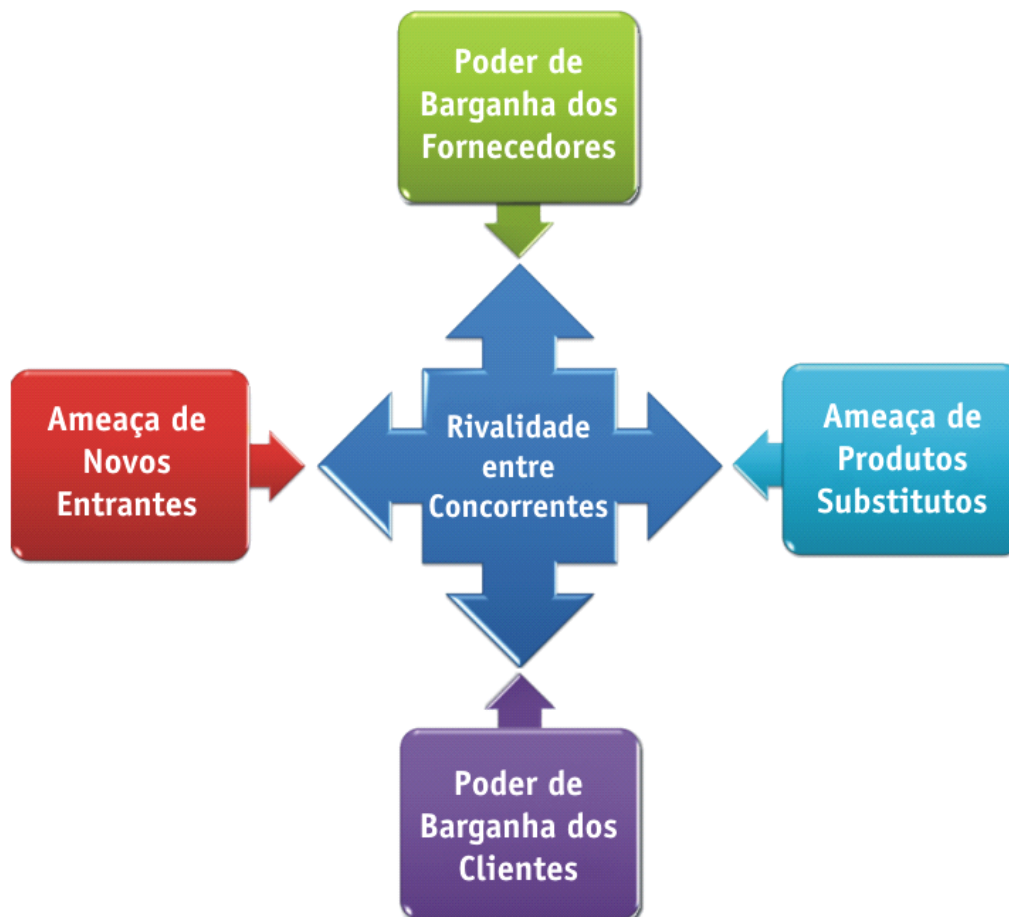 Poder de
Barganha dos
Fornecedores
Ameaça de
Novos
Entrantes
Rivalidade
entre
Concorrentes
Ameaça de
Produtos
Substitutos
Poder de
Barganha dos
Clientes